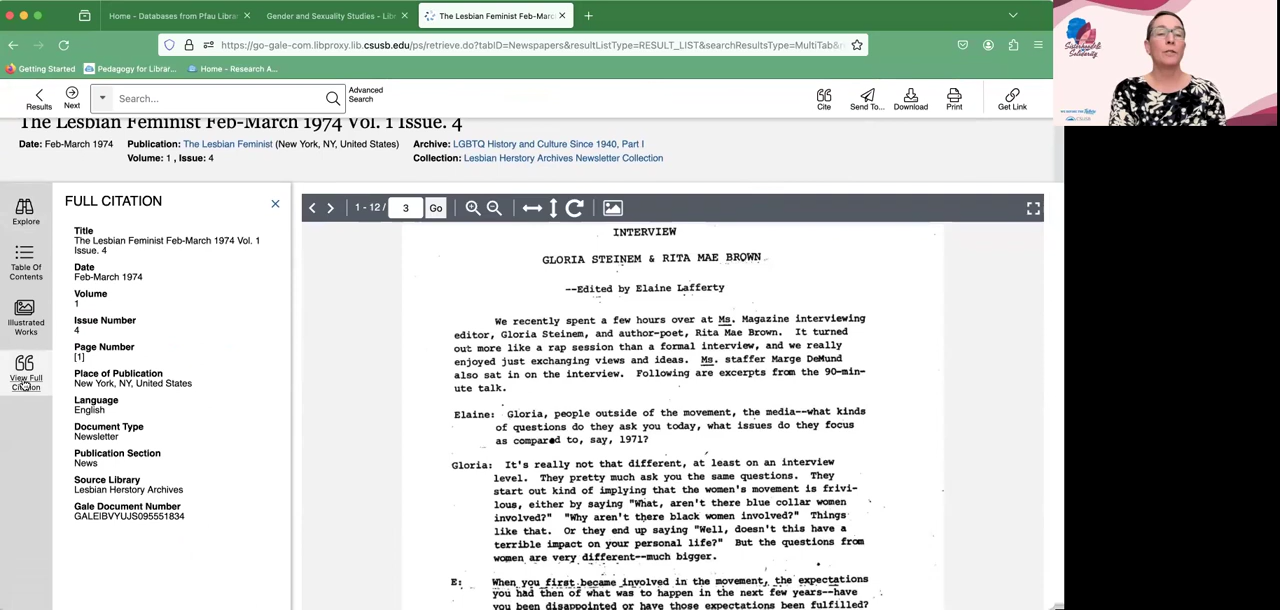 Home - Databases from Pfau Librar
Gender and Sexuality Studies - Lib
The Lesbian Feminist Feb-Marc
https://go-gale-com.libproxy.lib.csusb.edu/ps/retrieve.do?tabID=Newspapers&resultListType=RESULT_LIST&searchResultsType=MultiTab&
Getting Started
Pedagogy for Librar...
Home - Research A...
Results
Next
Search...
Advanced
Search
Cite
Send To...
Download
Print
Get Link
The Lesbian Feminist Feb-March 1974 Vol. 1 Issue. 4
Date: Feb-March 1974 Publication: The Lesbian Feminist (New York, NY, United States) Archive: LGBTQ History and Culture Since 1940, Part I
Volume: 1 , Issue: 4 Collection: Lesbian Herstory Archives Newsletter Collection
Explore
Table Of
Contents
Illustrated
Works
View Full
Citation
FULL CITATION
Title
The Lesbian Feminist Feb-March 1974 Vol. 1
Issue. 4
Date
Feb-March 1974
Volume
1
Issue Number
4
Page Number
[1]
Place of Publication
New York, NY, United States
Language
English
Document Type
Newsletter
Publication Section
News
Source Library
Lesbian Herstory Archives
Gale Document Number
GALEIBVYUJS095551834
1 - 12 / 3 Go
INTERVIEW
GLORIA STEINEM & RITA MAE BROWN
--Edited by Elaine Lafferty
We recently spent a few hours over at Ms. Magazine interviewing
editor, Gloria Steinem, and author-poet, Rita Mae Brown. It turned
out more like a rap session than a formal interview, and we really
enjoyed just exchanging views and ideas. Ms. staffer Marge DeMund
also sat in on the interview. Following are excerpts from the 90-min-
ute talk.
Elaine: Gloria, people outside of the movement, the media--what kinds
of questions do they ask you today, what issues do they focus
as compared to, say, 1971?
Gloria: It's really not that different, at least on an interview
level. They pretty much ask you the same questions. They
start out kind of implying that the women's movement is frivi-
lous, either by saying "What, aren't there blue collar women
involved?" "Why aren't there black women involved?" Things
like that. Or they end up saying "Well, doesn't this have a
terrible impact on your personal life?" But the questions from
women are very different--much bigger.
E: When you first became involved in the movement, the expectations
you had then of what was to happen in the next few years--have
you been disappointed or have those expectations been fulfilled?
Sisterhood &
Solidarity
CSUSB